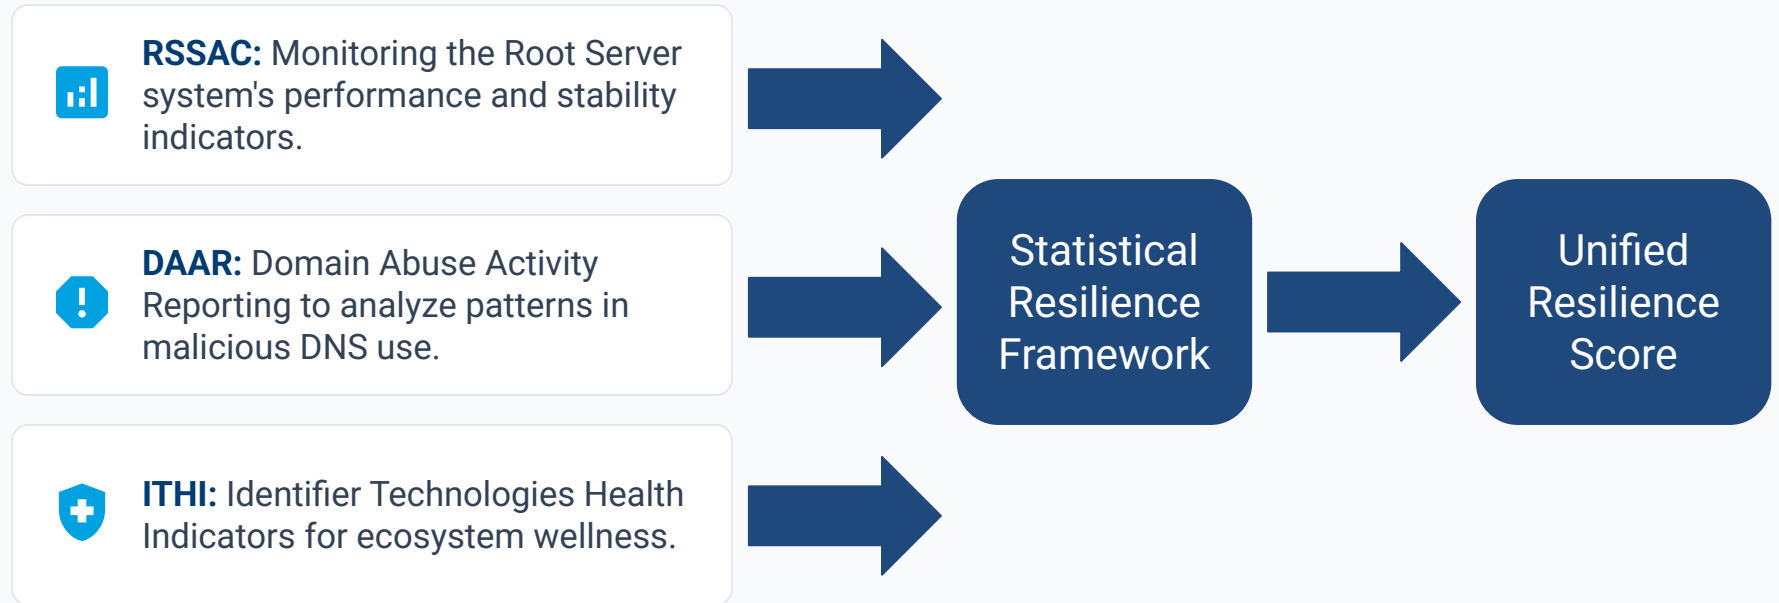 RSSAC: Monitoring the Root Server
system's performance and stability
indicators.
DAAR: Domain Abuse Activity
Reporting to analyze patterns in
malicious DNS use.
ITHI: Identifier Technologies Health
Indicators for ecosystem wellness.
Statistical
Resilience
Framework
Unified
Resilience
Score